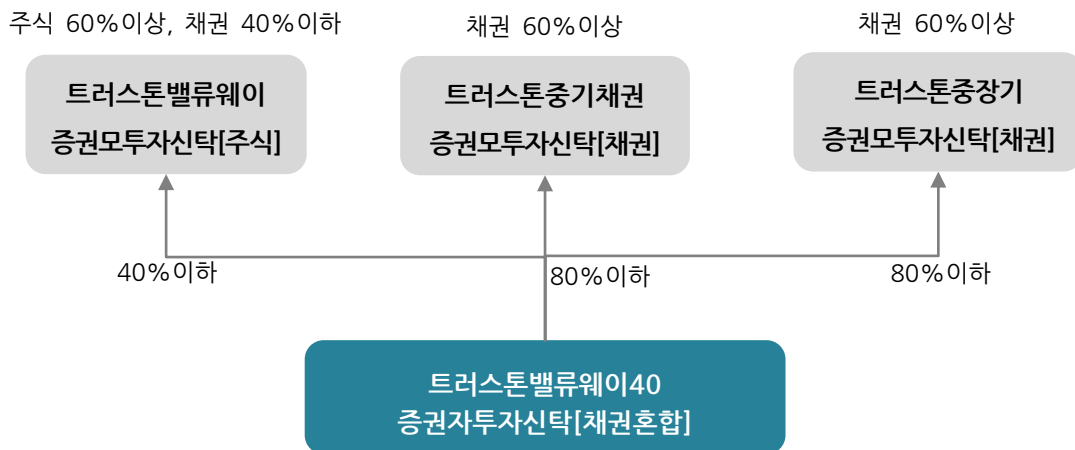 주식 60%이상, 채권 40%이하
트러스톤밸류웨이
증권모투자신탁[주식]
채권 60%이상
트러스톤중기채권
증권모투자신탁[채권]
채권 60%이상
트러스톤중장기
증권모투자신탁[채권]
40%이하
80%이하
80%이하
트러스톤밸류웨이40
증권자투자신탁[채권혼합]